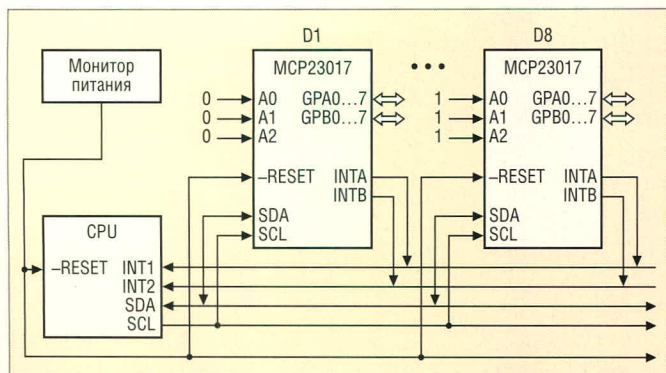 D1
D8
Монитор
питания
MCP23017
• • •
MCP23017
0
A0
GPA0...7
0
A1
GPB0...7
0
A2
1
A0
GPA0...7
1
A1
GPB0...7
1
A2
–RESET
INTA
INTB
SDA
SCL
–RESET
INTA
INTB
SDA
SCL
CPU
–RESET
INT1
INT2
SDA
SCL